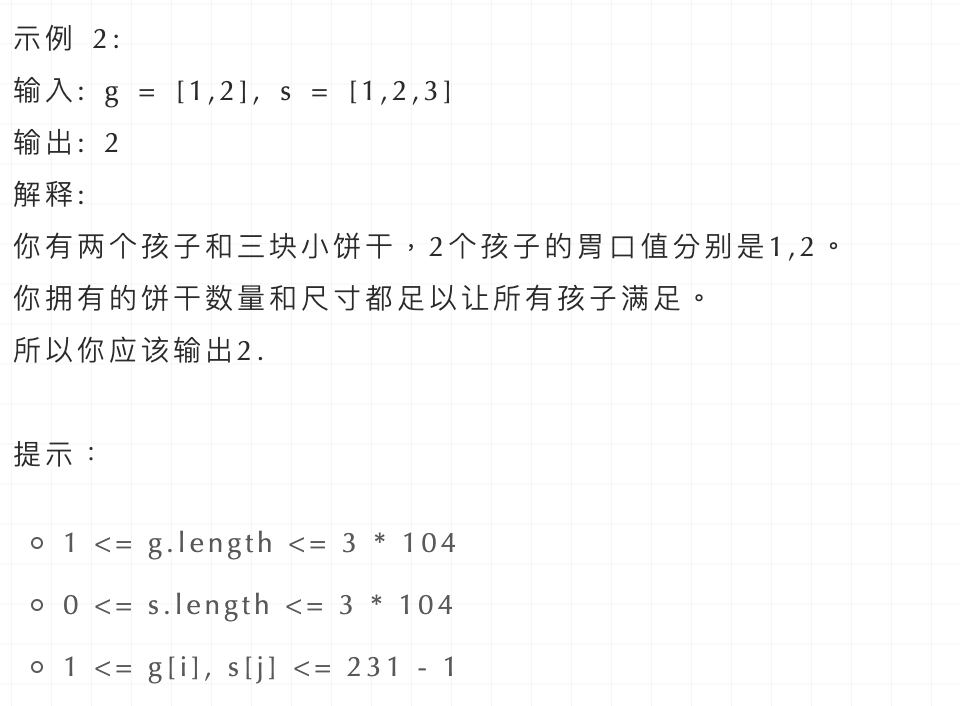 示例 2:
输入: g = [1,2], s = [1,2,3]
输出: 2
解释:
你有两个孩子和三块小饼干，2个孩子的胃口值分别是1,2。
你拥有的饼干数量和尺寸都足以让所有孩子满足。
所以你应该输出2.
提示：
1 <= g.length <= 3 * 104
0 <= s.length <= 3 * 104
1 <= g[i], s[j] <= 231 - 1